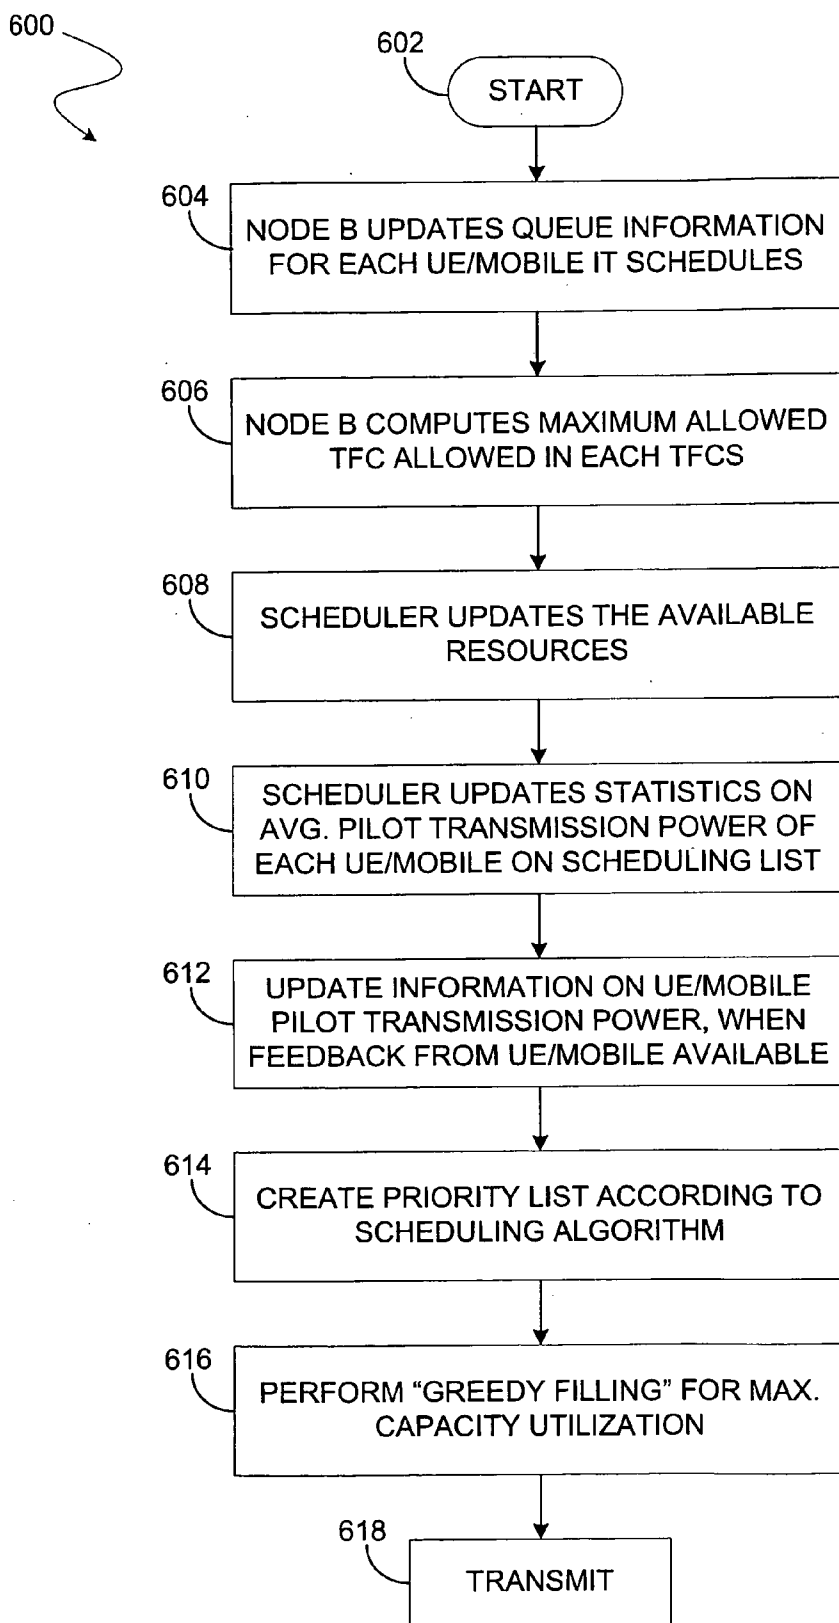 600
602
START
604
NODE B UPDATES QUEUE INFORMATION
FOR EACH UE/MOBILE IT SCHEDULES
606
NODE B COMPUTES MAXIMUM ALLOWED
TFC ALLOWED IN EACH TFCS
608
SCHEDULER UPDATES THE AVAILABLE
RESOURCES
610
SCHEDULER UPDATES STATISTICS ON
AVG. PILOT TRANSMISSION POWER OF
EACH UE/MOBILE ON SCHEDULING LIST
612
UPDATE INFORMATION ON UE/MOBILE
PILOT TRANSMISSION POWER, WHEN
FEEDBACK FROM UE/MOBILE AVAILABLE
614
CREATE PRIORITY LIST ACCORDING TO
SCHEDULING ALGORITHM
616
PERFORM “GREEDY FILLING” FOR MAX.
CAPACITY UTILIZATION
618
TRANSMIT